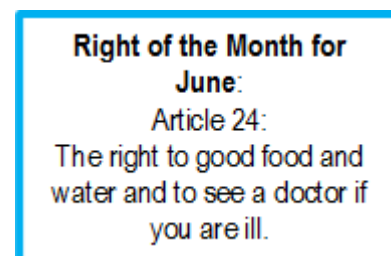 Right of the Month for
June:
Article 24:
The right to good food and
water and to see a doctor if
you are ill.